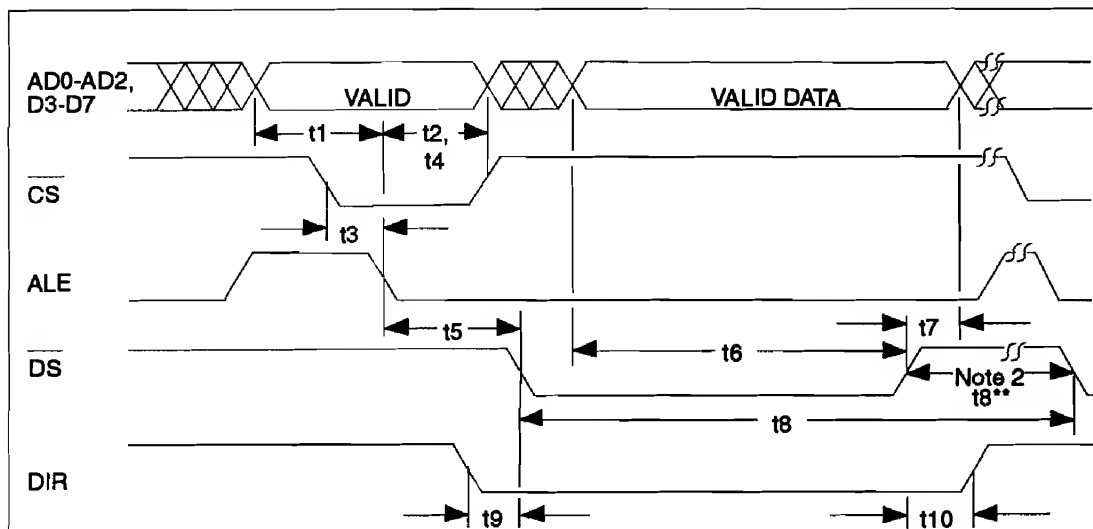 AD0-AD2,
D3-D7
VALID
VALID DATA
t1
t2,
t4
CS
t3
ALE
t5
t7
t6
DS
Note 2
t8**
t8
DIR
t9
t10